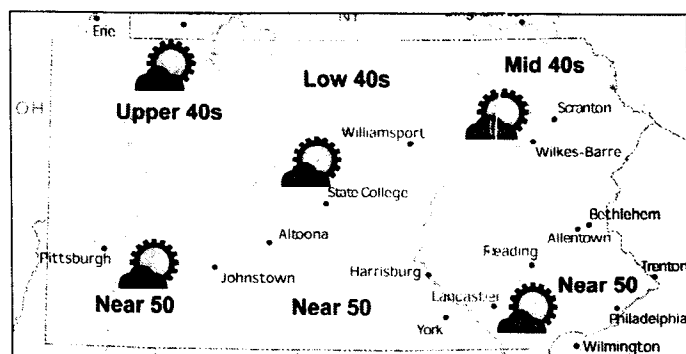 NY
Erie
Mid 40s
Low 40s
OH
Upper 40s
Scranton
Williamsport
Wilkes-Barre
State College
Bethlehem
Allentown
Altoona
Pittsburgh
Reading
Johnstown
Harrisburg
Trenton
Near 50
Near 50
Near 50
Lancaster
York
Philadelphia
Wilmington